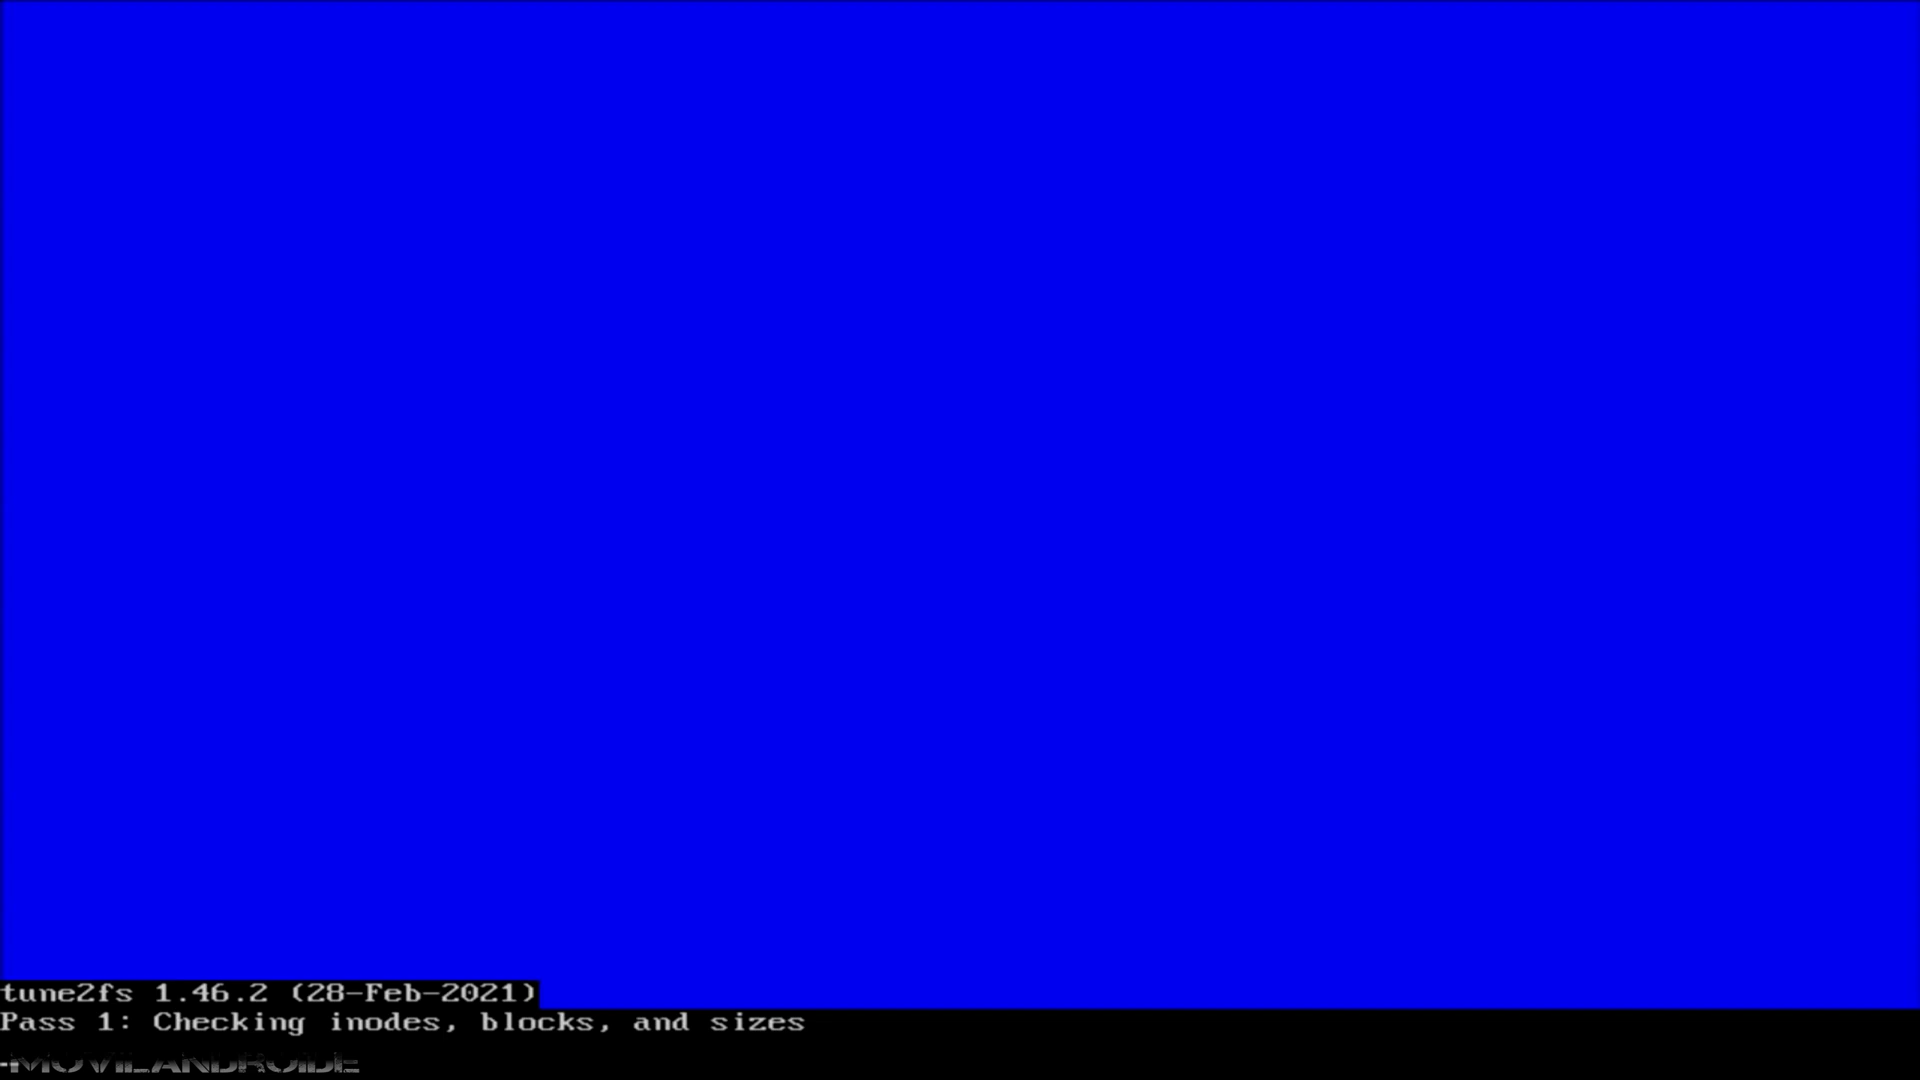 tune2fs 1.46.2 (28-Feb-2021)
Pass 1: Checking inodes, blocks, and sizes
-MOVILANDROIDE